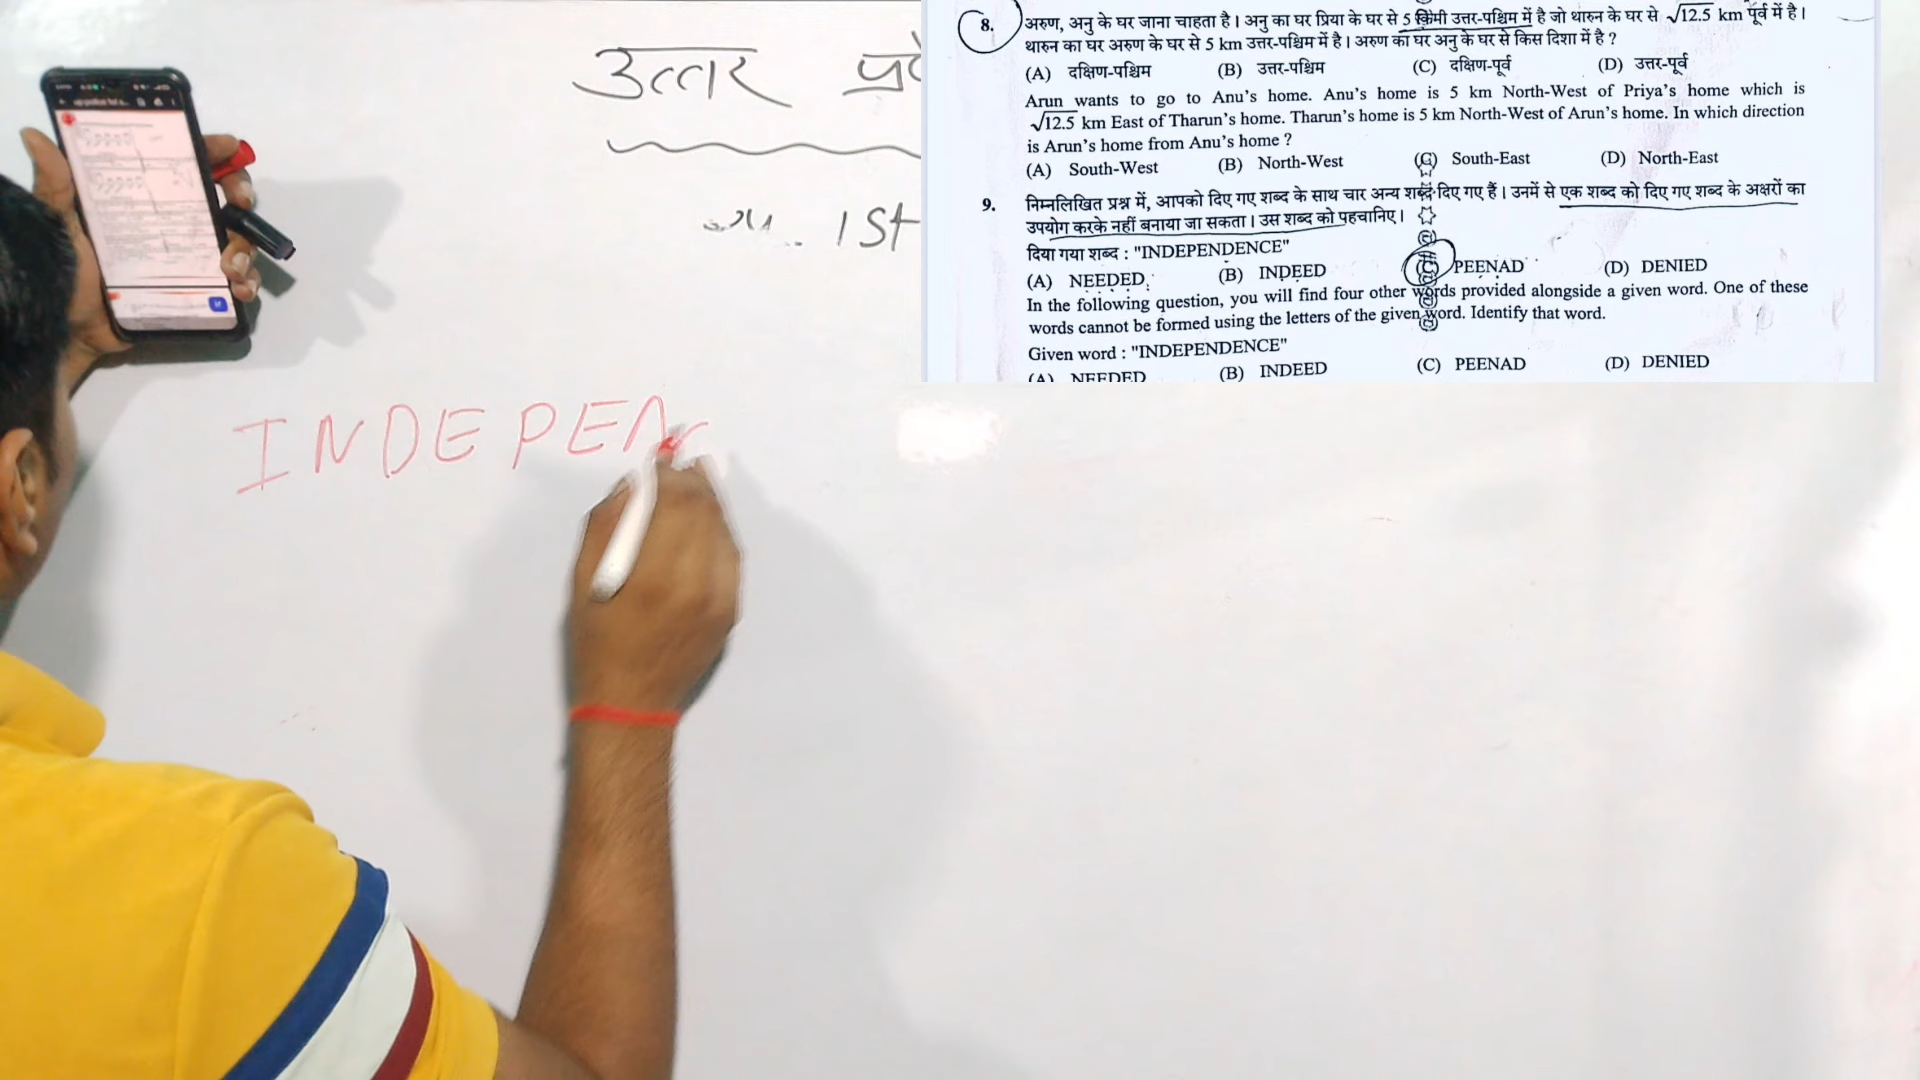 उत्तर
1st
8. अरुण, अनु के घर जाना चाहता है। अनु का घर प्रिया के घर से 5 किमी उत्तर-पश्चिम में है जो थारुन के घर से √12.5 km पूर्व में है।
थारुन का घर अरुण के घर से 5 km उत्तर-पश्चिम में है। अरुण का घर अनु के घर से किस दिशा में है ?
(A) दक्षिण-पश्चिम (B) उत्तर-पश्चिम (C) दक्षिण-पूर्व (D) उत्तर-पूर्व
Arun wants to go to Anu's home. Anu's home is 5 km North-West of Priya's home which is
√12.5 km East of Tharun's home. Tharun's home is 5 km North-West of Arun's home. In which direction
is Arun's home from Anu's home ?
(A) South-West (B) North-West (C) South-East (D) North-East
9. निम्नलिखित प्रश्न में, आपको दिए गए शब्द के साथ चार अन्य शब्द दिए गए हैं। उनमें से एक शब्द को दिए गए शब्द के अक्षरों का
उपयोग करके नहीं बनाया जा सकता। उस शब्द को पहचानिए।
दिया गया शब्द : "INDEPENDENCE"
(A) NEEDED (B) INDEED (C) PEENAD (D) DENIED
In the following question, you will find four other words provided alongside a given word. One of these
words cannot be formed using the letters of the given word. Identify that word.
Given word : "INDEPENDENCE"
(A) NEEDED (B) INDEED (C) PEENAD (D) DENIED
INDEPEN